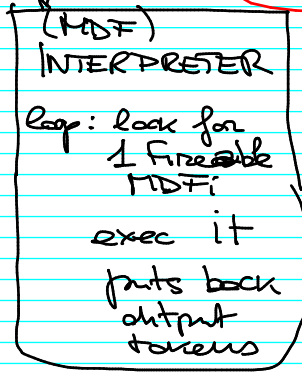 (MDF)
INTERPRETER
loop: look for
1 Fireable
MDFi
exec it
puts back
output
tokens